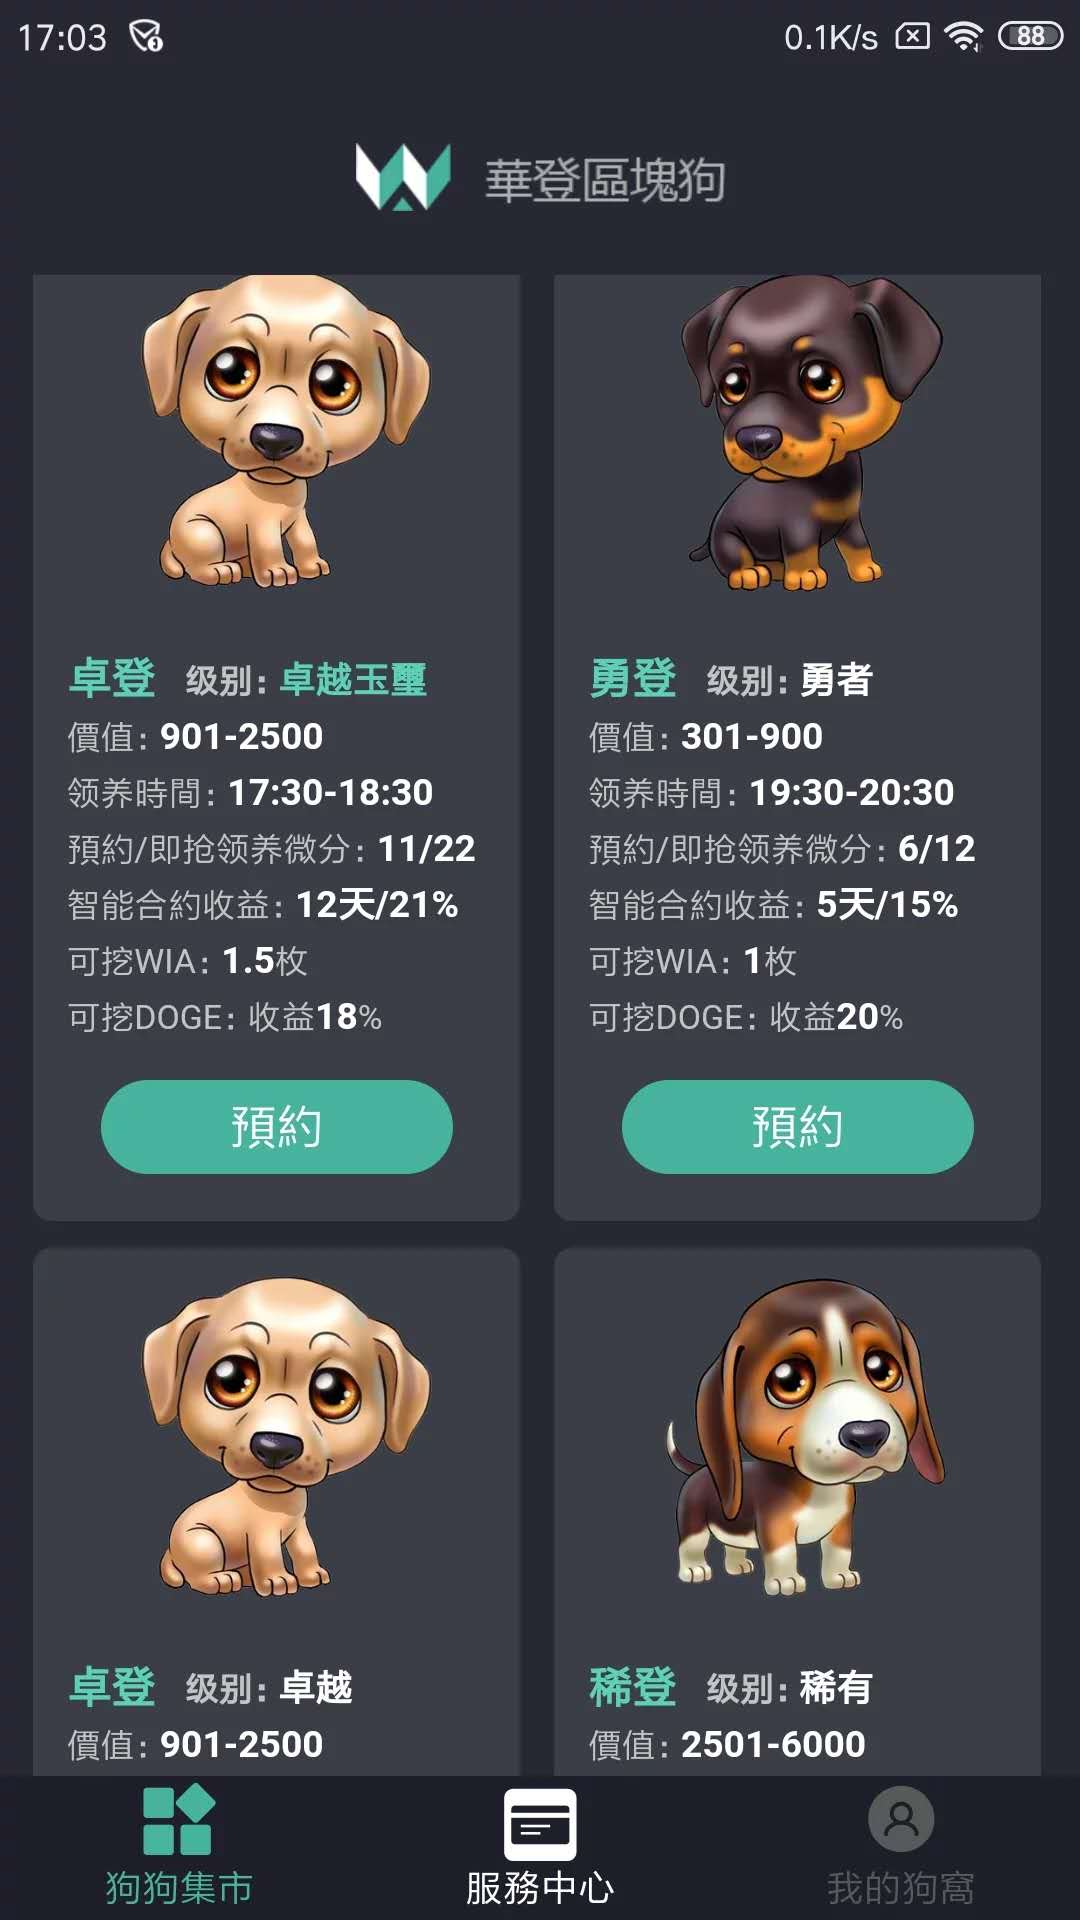 17:03
0.1K/s
88
華登區塊狗
卓登 级别: 卓越玉璽
價值: 901-2500
领养時間: 17:30-18:30
預約/即抢领养微分: 11/22
智能合約收益: 12天/21%
可挖WIA: 1.5枚
可挖DOGE: 收益18%
預約
勇登 级别: 勇者
價值: 301-900
领养時間: 19:30-20:30
預約/即抢领养微分: 6/12
智能合約收益: 5天/15%
可挖WIA: 1枚
可挖DOGE: 收益20%
預約
卓登 级别: 卓越
價值: 901-2500
稀登 级别: 稀有
價值: 2501-6000
狗狗集市
服務中心
我的狗窩